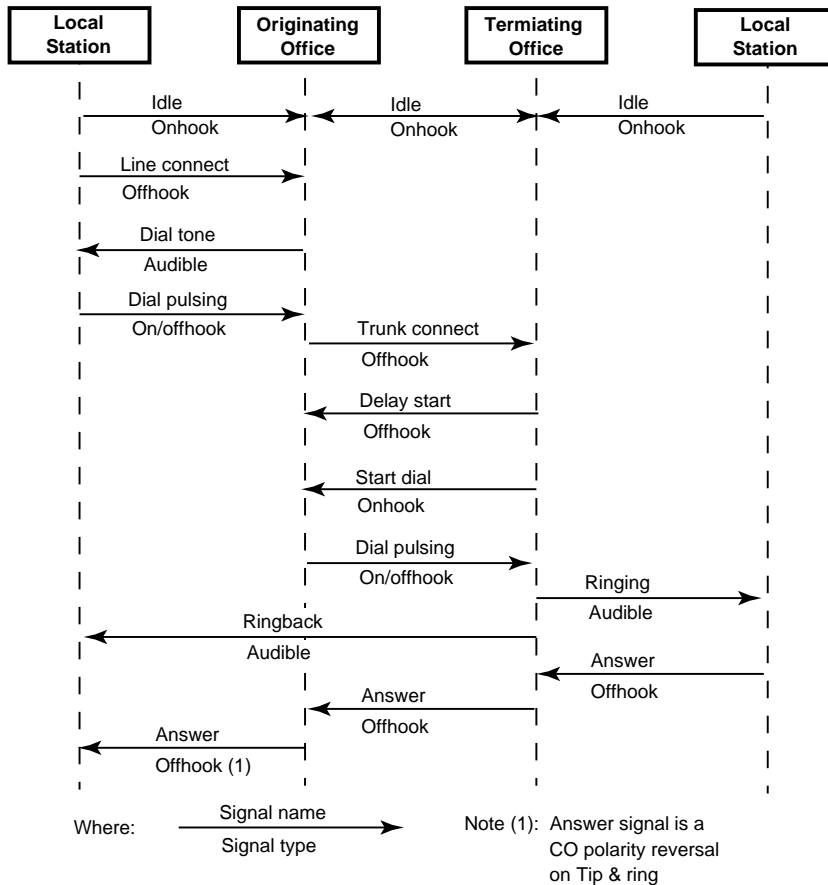 Local
Station
Originating
Office
Termiating
Office
Local
Station
Idle
Onhook
Idle
Onhook
Idle
Onhook
Line connect
Offhook
Dial tone
Audible
Dial pulsing
On/offhook
Trunk connect
Offhook
Delay start
Offhook
Start dial
Onhook
Dial pulsing
On/offhook
Ringing
Audible
Ringback
Audible
Answer
Offhook
Answer
Offhook
Answer
Offhook (1)
Where:
Signal name
Signal type
Note (1): Answer signal is a
CO polarity reversal
on Tip & ring